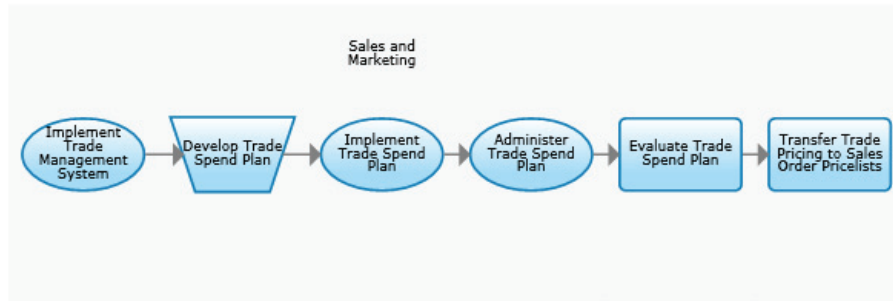 Sales and
Marketing
Implement
Trade
Management
System
Develop Trade
Spend Plan
Implement
Trade Spend
Plan
Administer
Trade Spend
Plan
Evaluate Trade
Spend Plan
Transfer Trade
Pricing to Sales
Order Pricelists